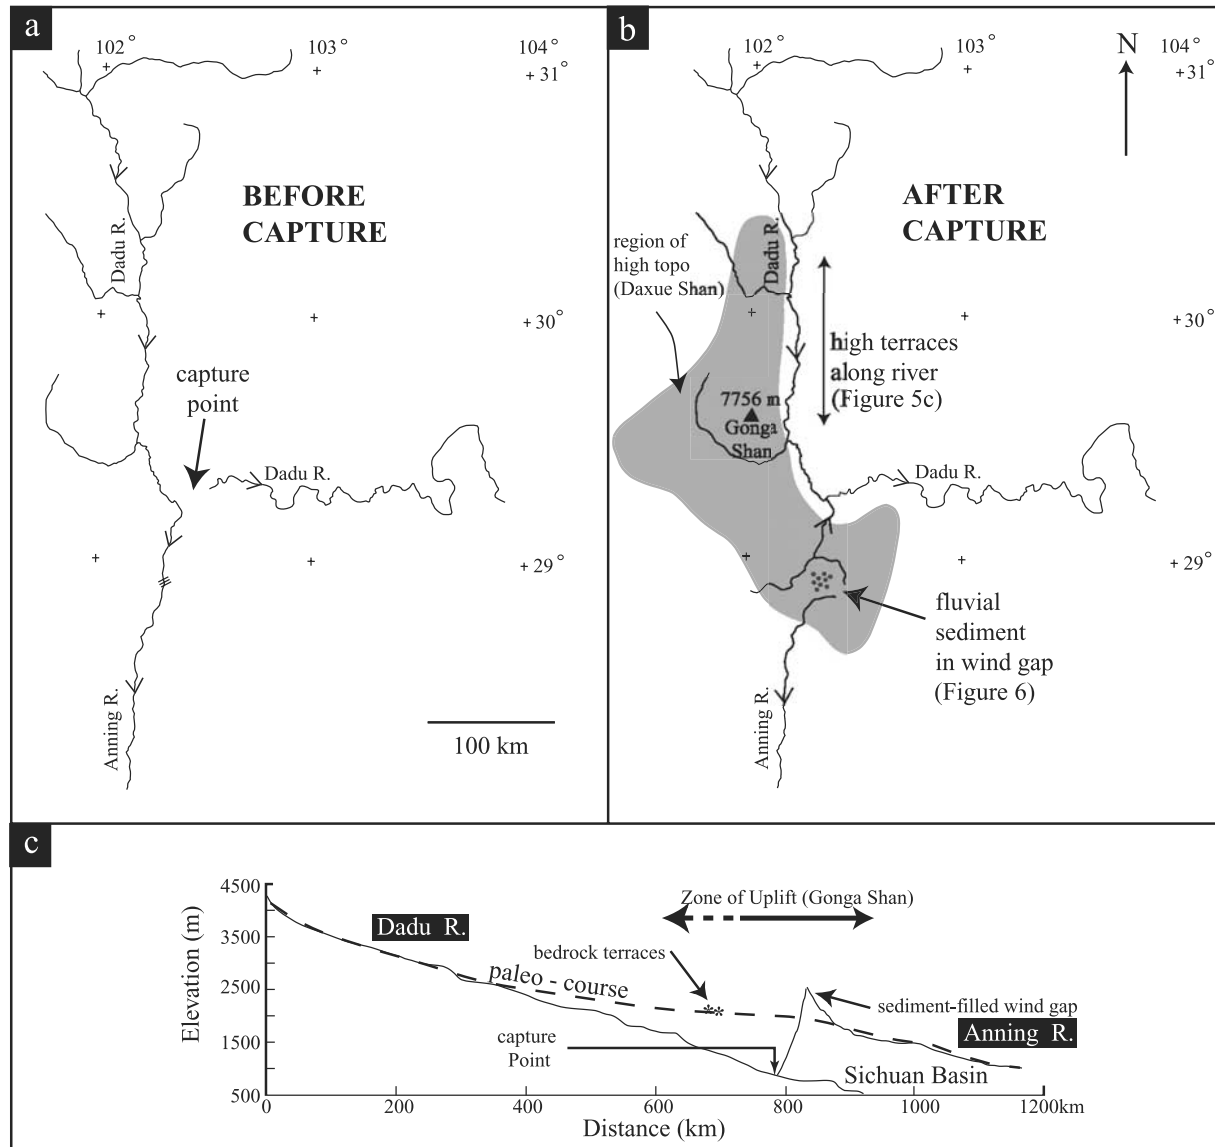 a
102°
103°
104°
+ 31°
BEFORE
CAPTURE
Dadu R.
+ 30°
capture
point
Dadu R.
+ 29°
Anning R.
100 km
b
102°
103°
N
104°
+ 31°
AFTER
CAPTURE
region of
high topo
(Daxue Shan)
Dadu R.
+ 30°
high terraces
along river
(Figure 5c)
7756 m
Gonga
Shan
Dadu R.
+ 29°
fluvial
sediment
in wind gap
(Figure 6)
Anning R.
c
4500
3500
2500
1500
500
Elevation (m)
Zone of Uplift (Gonga Shan)
Dadu R.
bedrock terraces
paleo - course
sediment-filled wind gap
Anning R.
capture
Point
Sichuan Basin
0
200
400
600
800
1000
1200km
Distance (km)